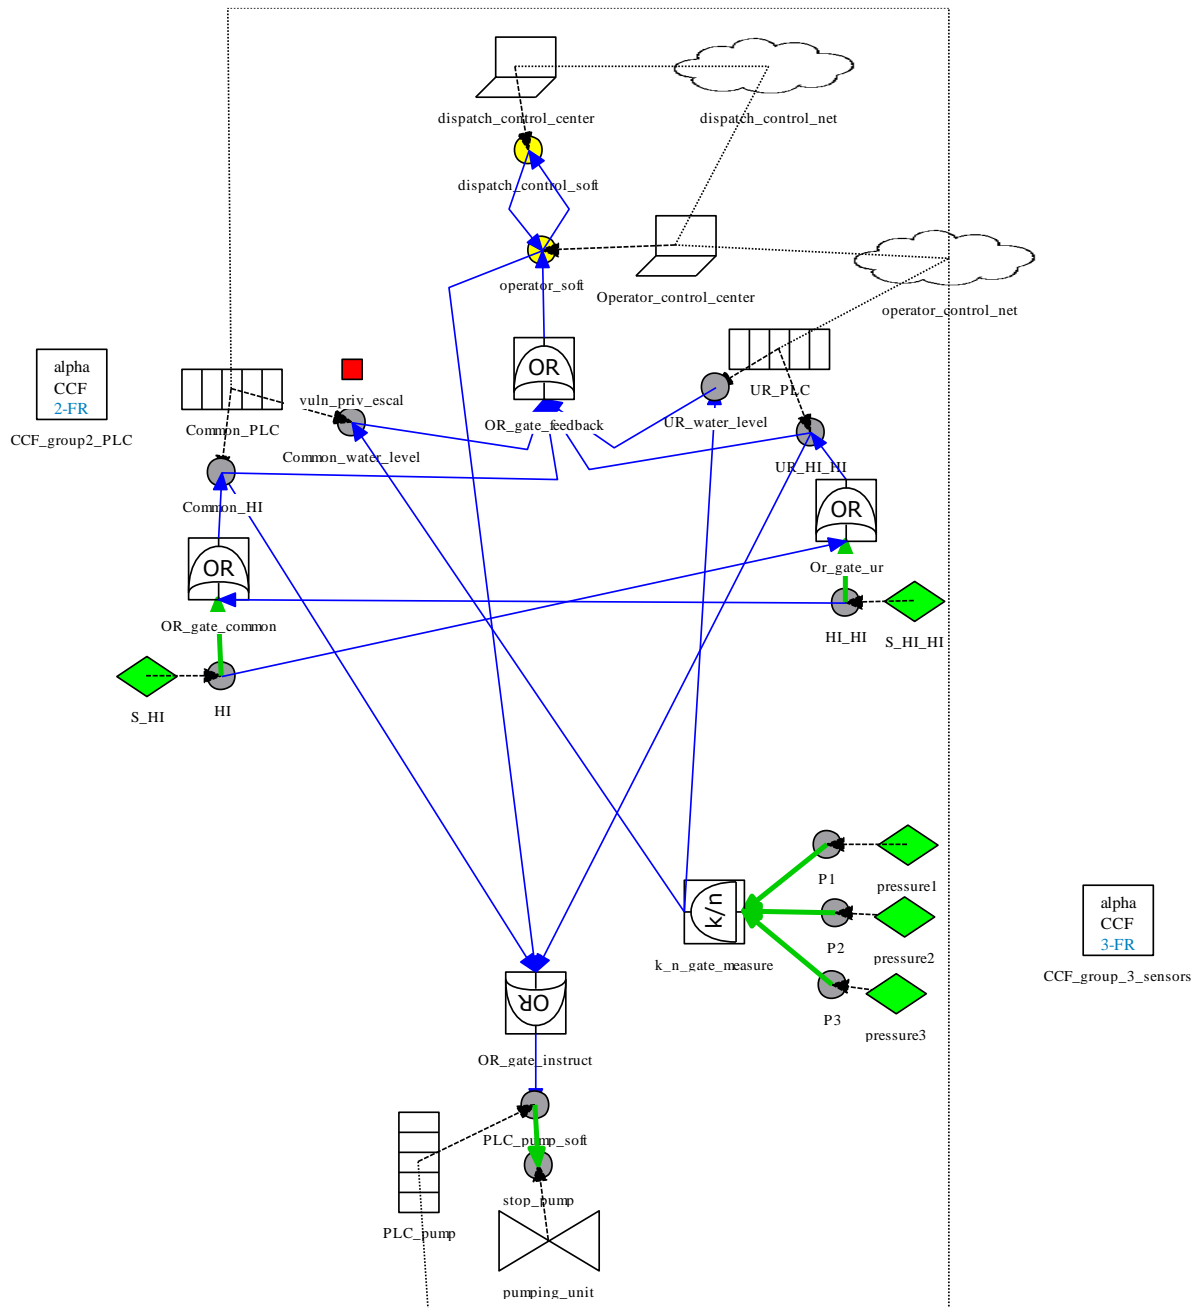 dispatch_control_center
dispatch_control_net
dispatch_control_soft
operator_soft
Operator_control_center
operator_control_net
alpha
CCF
2-FR
CCF_group2_PLC
vuln_priv_escal
Common_PLC
Common_water_level
OR
OR_gate_feedback
UR_PLC
UR_water_level
UR_HI_HI
Common_HI
OR
Or_gate_ur
OR
OR_gate_common
HI_HI
S_HI_HI
S_HI
HI
P1
pressure1
k/n
k_n_gate_measure
P2
pressure2
P3
pressure3
alpha
CCF
3-FR
CCF_group_3_sensors
OR
OR_gate_instruct
PLC_pump_soft
stop_pump
PLC_pump
pumping_unit